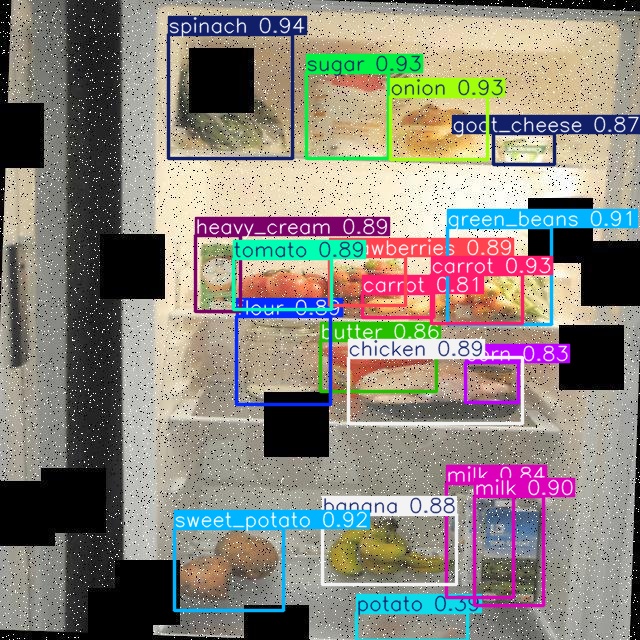 spinach 0.94
sugar 0.93
onion 0.93
goat_cheese 0.87
green_beans 0.91
heavy_cream 0.89
tomato 0.89
wberries 0.89
carrot 0.93
carrot 0.81
flour 0.89
butter 0.86
chicken 0.89
corn 0.83
milk 0.84
milk 0.90
banana 0.88
sweet_potato 0.92
potato 0.39